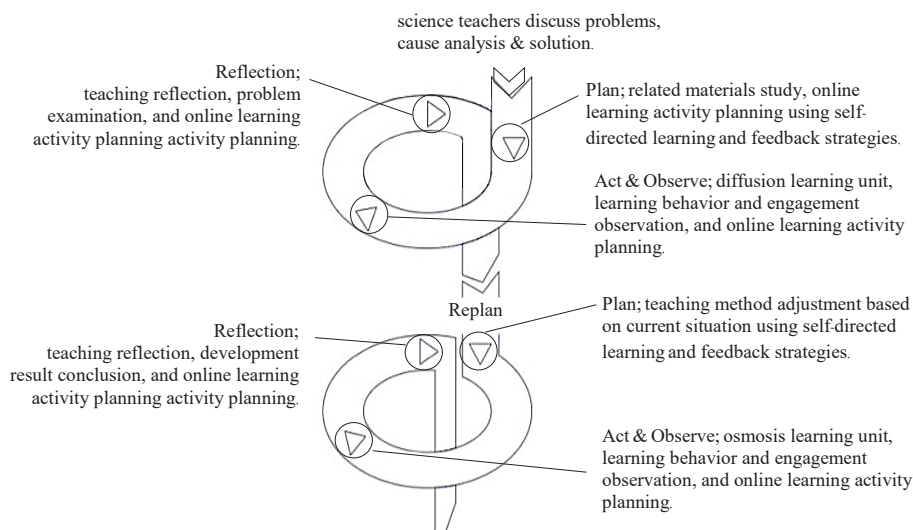 science teachers discuss problems,
cause analysis & solution.
Reflection;
teaching reflection, problem
examination, and online learning
activity planning activity planning.
Plan; related materials study, online
learning activity planning using self-
directed learning and feedback strategies.
Act & Observe; diffusion learning unit,
learning behavior and engagement
observation, and online learning activity
planning.
Replan
Plan; teaching method adjustment based
on current situation using self-directed
learning and feedback strategies.
Reflection;
teaching reflection, development
result conclusion, and online learning
activity planning activity planning.
Act & Observe; osmosis learning unit,
learning behavior and engagement
observation, and online learning activity
planning.